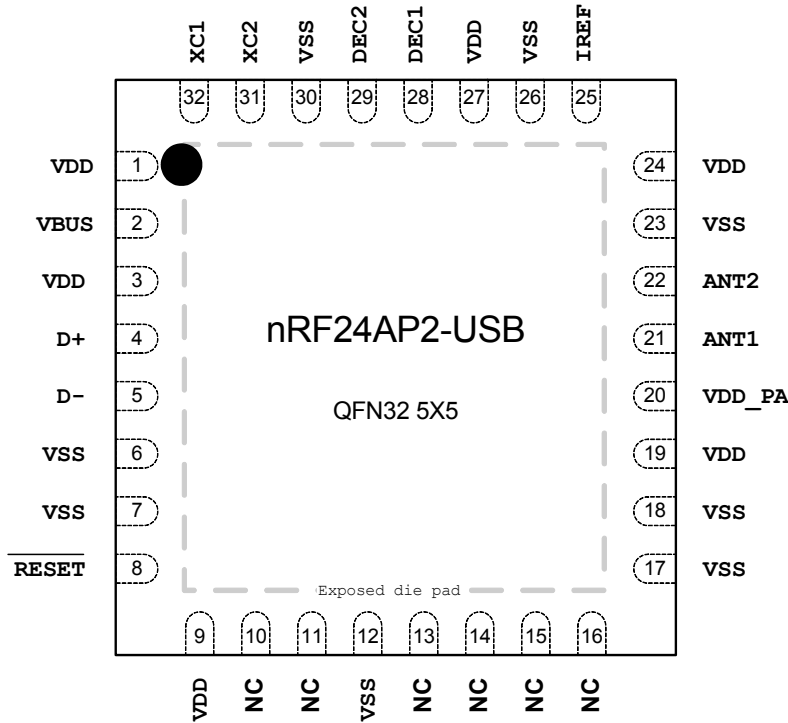 XC1 XC2 VSS DEC2 DEC1 VDD VSS IREF
32 31 30 29 28 27 26 25
VDD 1 24 VDD
VBUS 2 23 VSS
VDD 3 22 ANT2
D+ 4 21 ANT1
nRF24AP2-USB
D- 5 20 VDD_PA
QFN32 5X5
VSS 6 19 VDD
VSS 7 18 VSS
RESET 8 17 VSS
Exposed die pad
9 10 11 12 13 14 15 16
VDD NC NC VSS NC NC NC NC